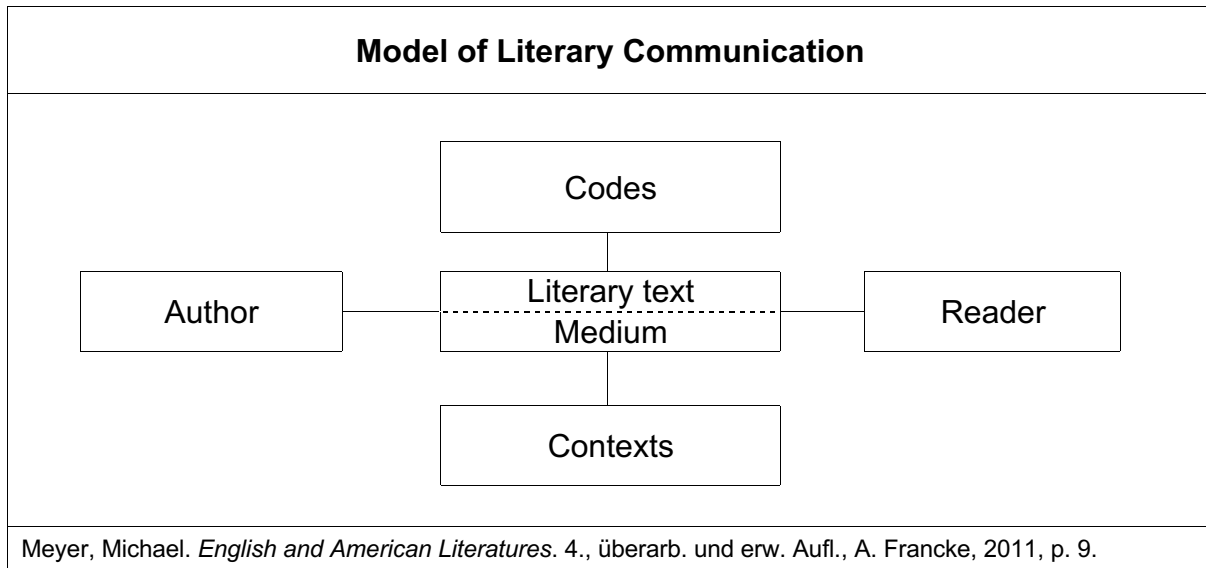 Model of Literary Communication
Codes
Author
Literary text
Medium
Reader
Contexts
Meyer, Michael. English and American Literatures. 4., überarb. und erw. Aufl., A. Francke, 2011, p. 9.